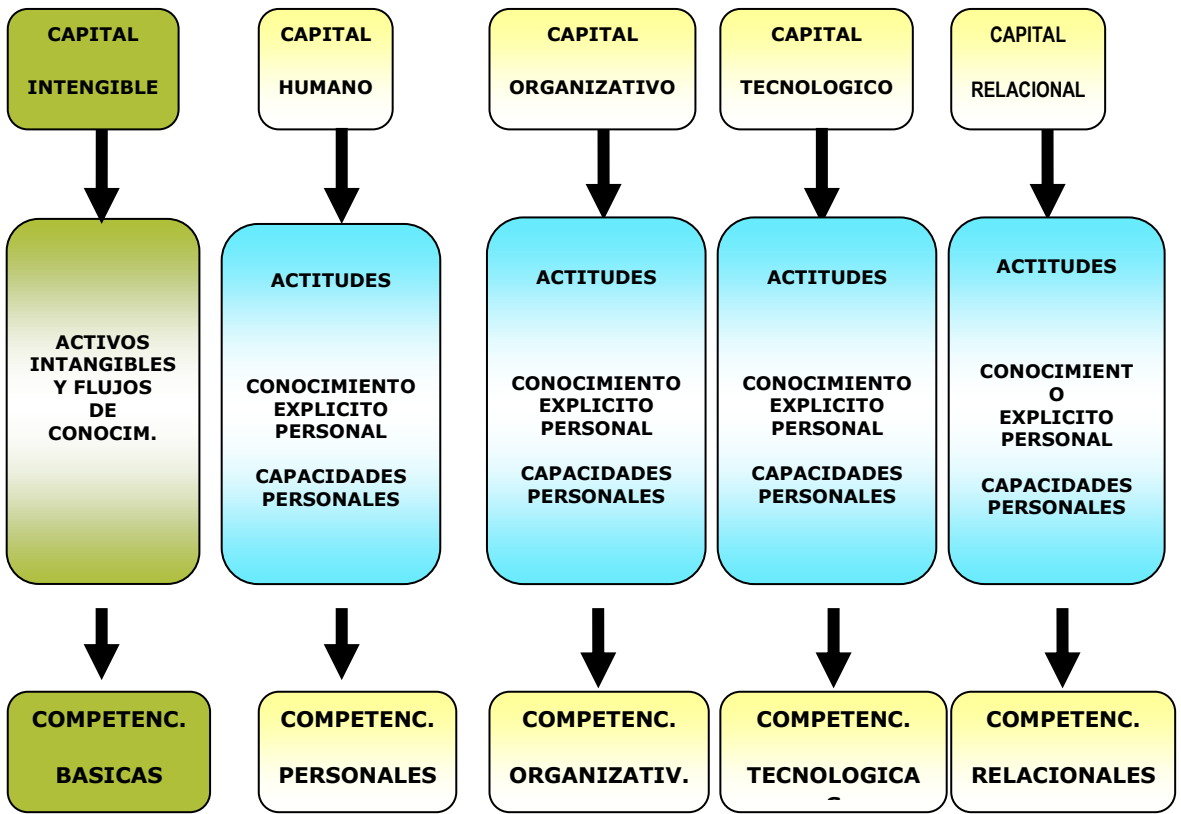 CAPITAL
INTENGIBLE
CAPITAL
HUMANO
CAPITAL
ORGANIZATIVO
CAPITAL
TECNOLOGICO
CAPITAL
RELACIONAL
ACTIVOS
INTANGIBLES
Y FLUJOS
DE
CONOCIM.
ACTITUDES
CONOCIMIENTO
EXPLICITO
PERSONAL
CAPACIDADES
PERSONALES
ACTITUDES
CONOCIMIENTO
EXPLICITO
PERSONAL
CAPACIDADES
PERSONALES
ACTITUDES
CONOCIMIENTO
EXPLICITO
PERSONAL
CAPACIDADES
PERSONALES
ACTITUDES
CONOCIMIENT
O
EXPLICITO
PERSONAL
CAPACIDADES
PERSONALES
COMPETENC.
BASICAS
COMPETENC.
PERSONALES
COMPETENC.
ORGANIZATIV.
COMPETENC.
TECNOLOGICA
COMPETENC.
RELACIONALES